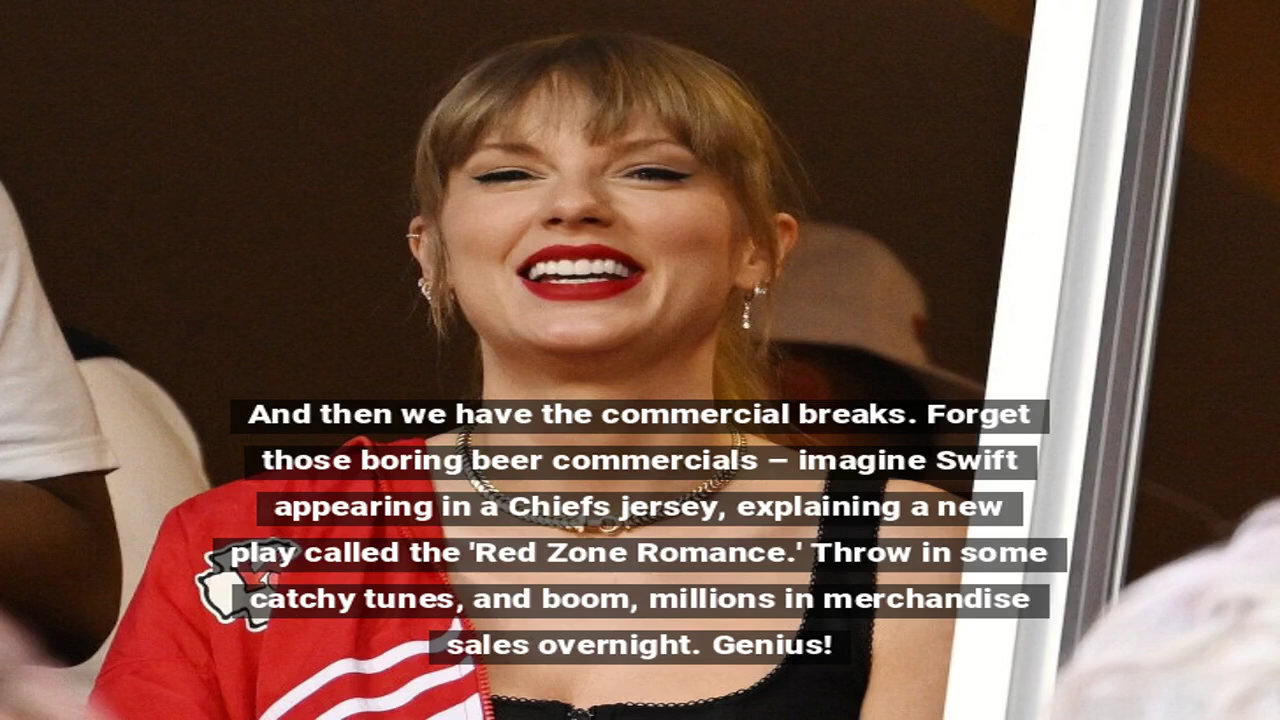 And then we have the commercial breaks. Forget
those boring beer commercials – imagine Swift
appearing in a Chiefs jersey, explaining a new
play called the 'Red Zone Romance.' Throw in some
catchy tunes, and boom, millions in merchandise
sales overnight. Genius!